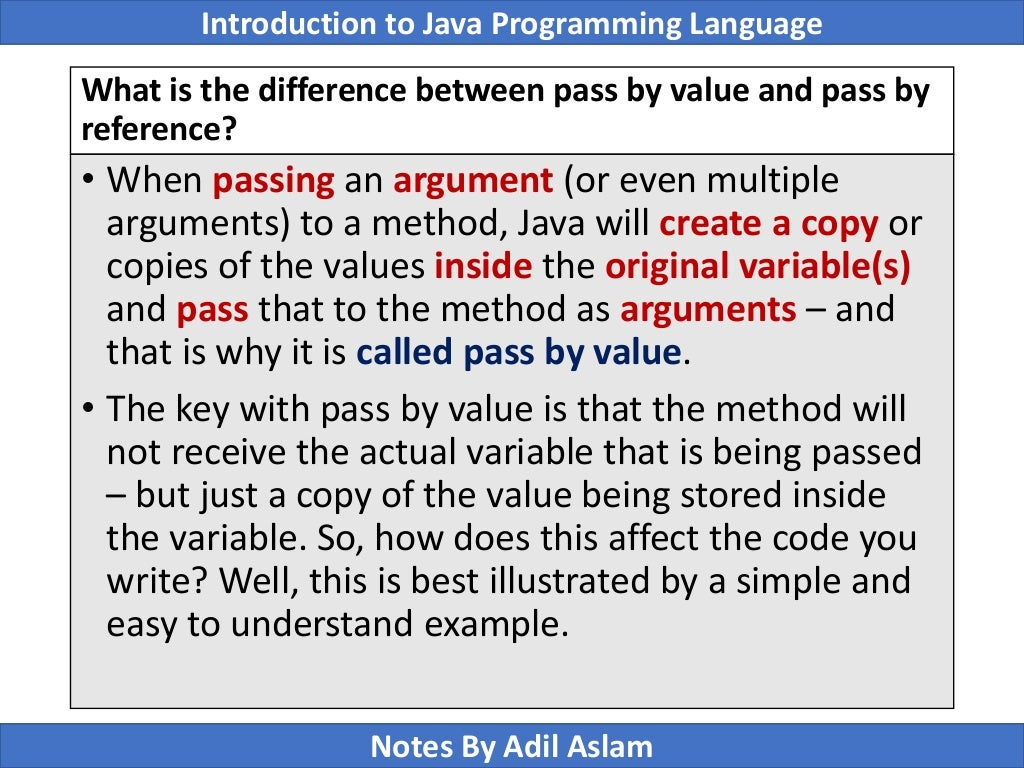 Introduction to Java Programming Language
What is the difference between pass by value and pass by
reference?
• When passing an argument (or even multiple
arguments) to a method, Java will create a copy or
copies of the values inside the original variable(s)
and pass that to the method as arguments – and
that is why it is called pass by value.
• The key with pass by value is that the method will
not receive the actual variable that is being passed
– but just a copy of the value being stored inside
the variable. So, how does this affect the code you
write? Well, this is best illustrated by a simple and
easy to understand example.
Notes By Adil Aslam